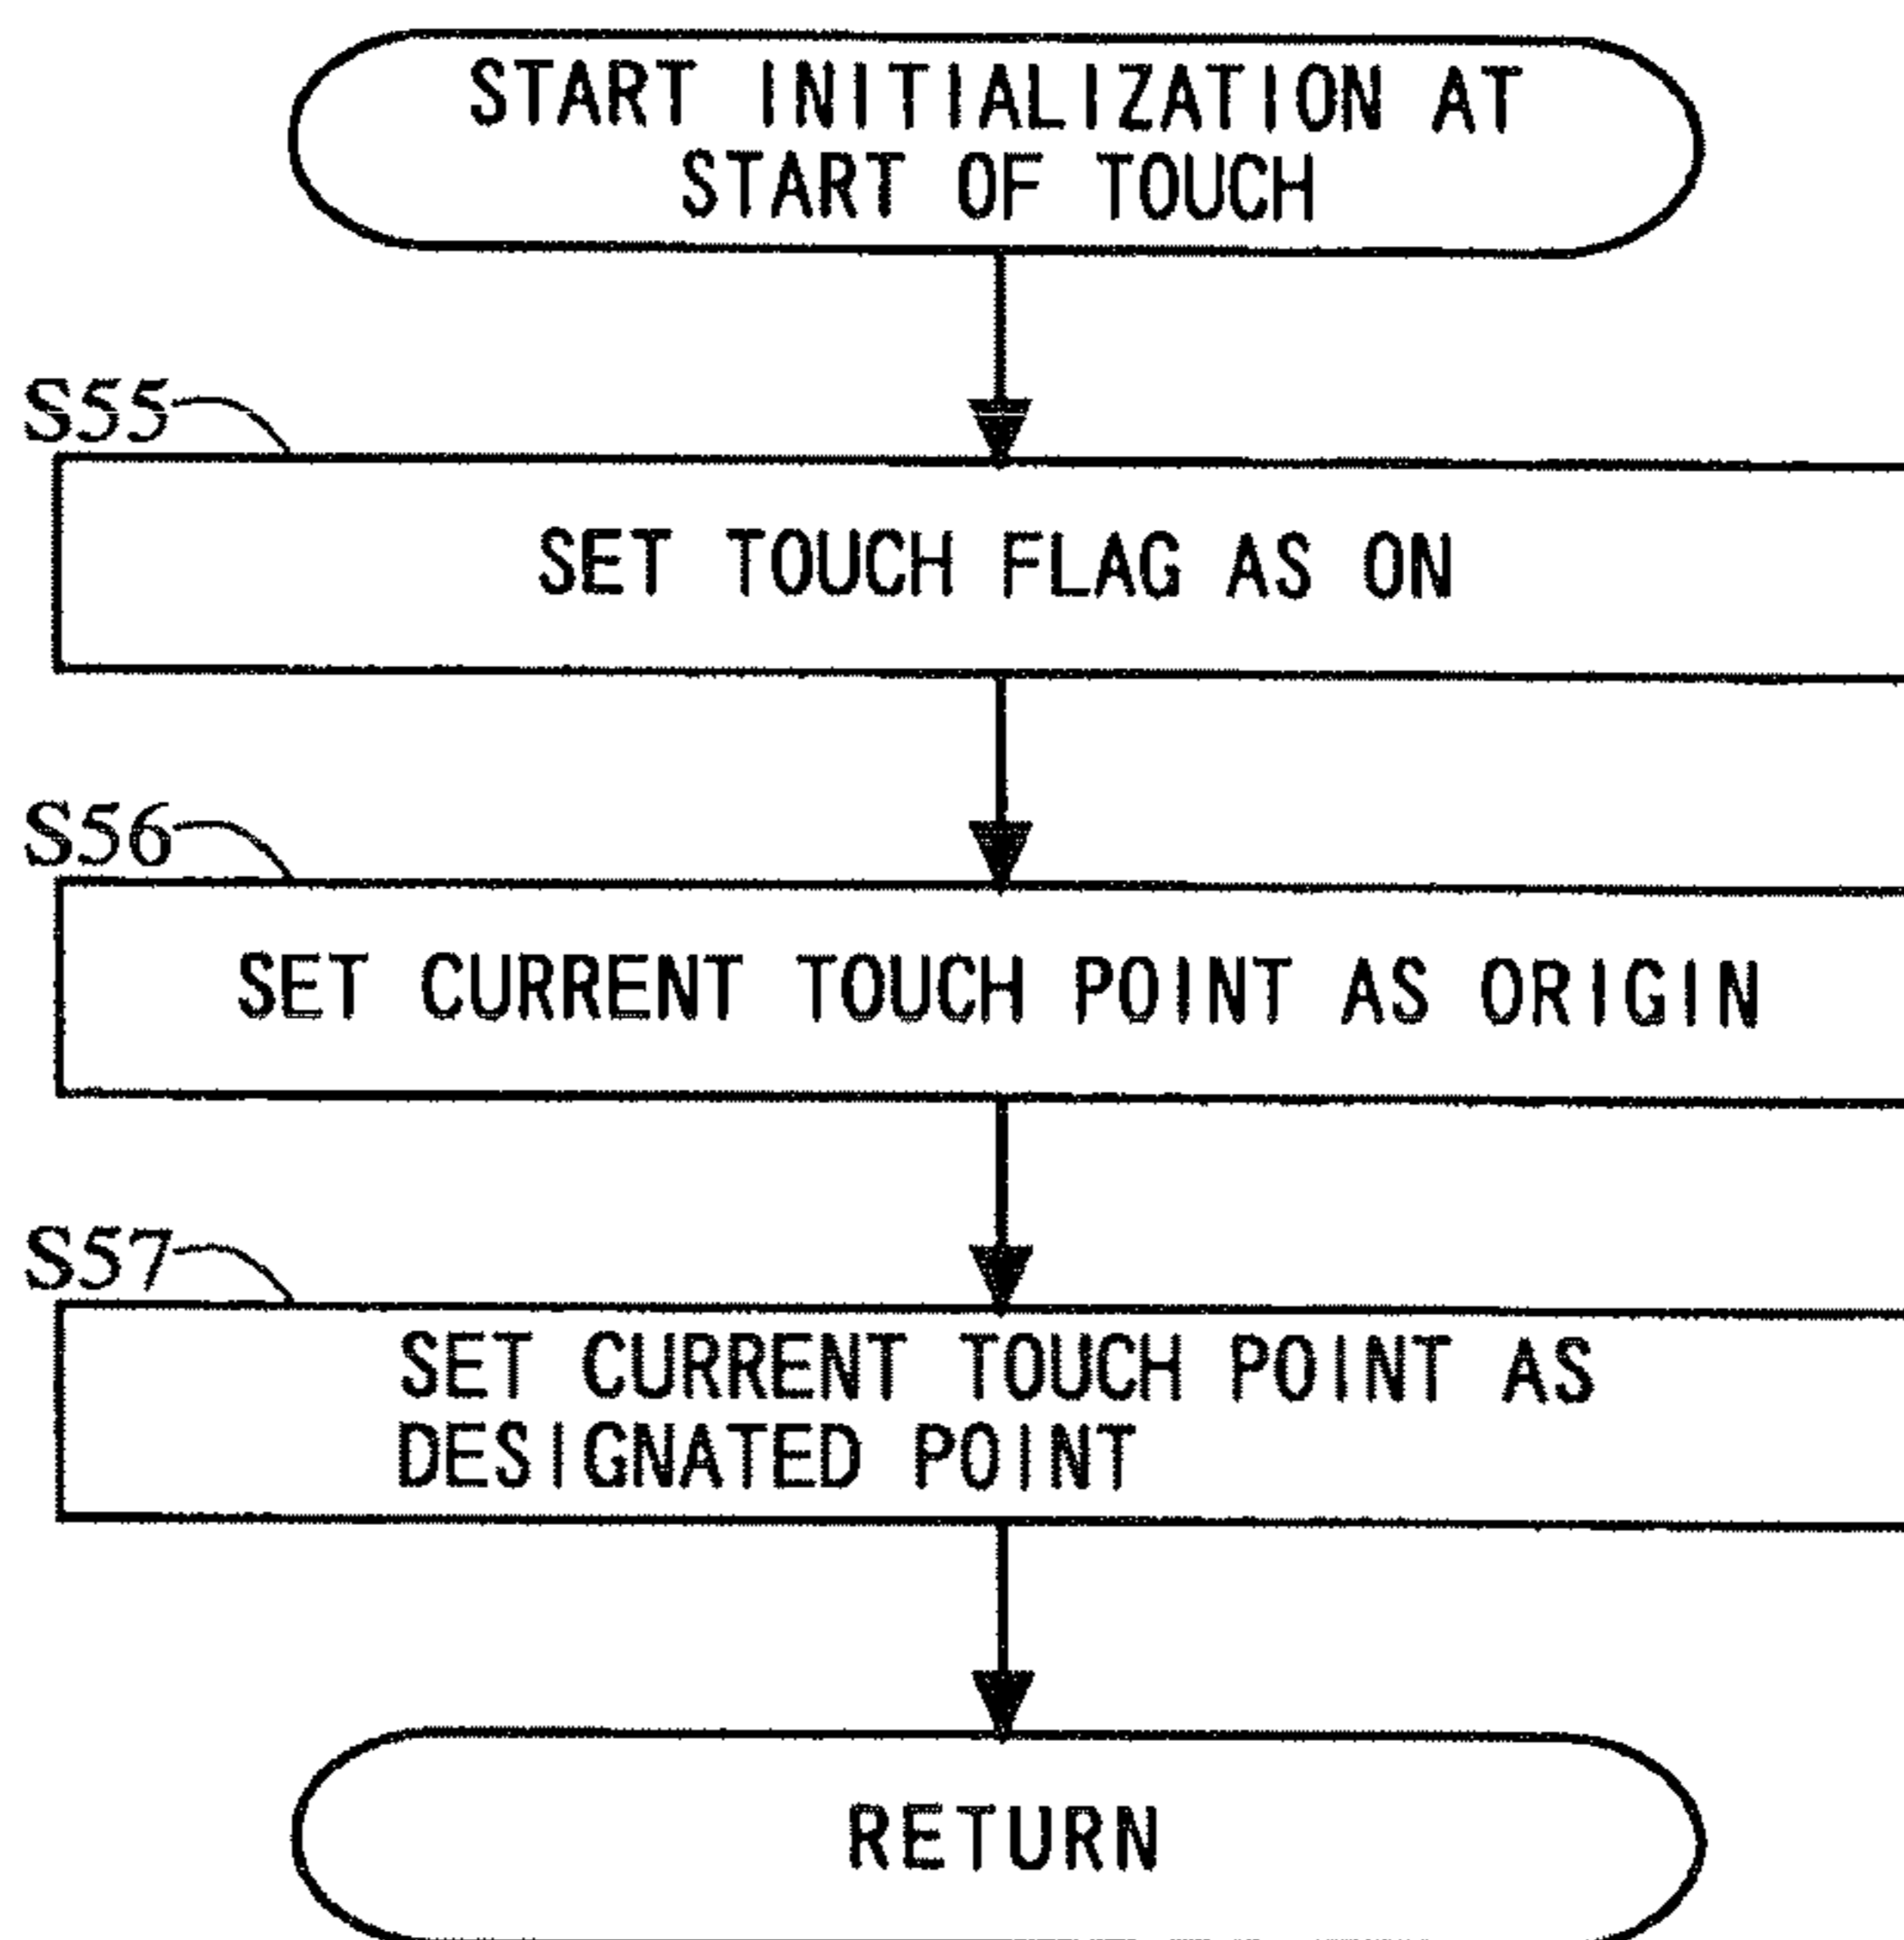 START INITIALIZATION AT
START OF TOUCH
S55
SET TOUCH FLAG AS ON
S56
SET CURRENT TOUCH POINT AS ORIGIN
S57
SET CURRENT TOUCH POINT AS
DESIGNATED POINT
RETURN